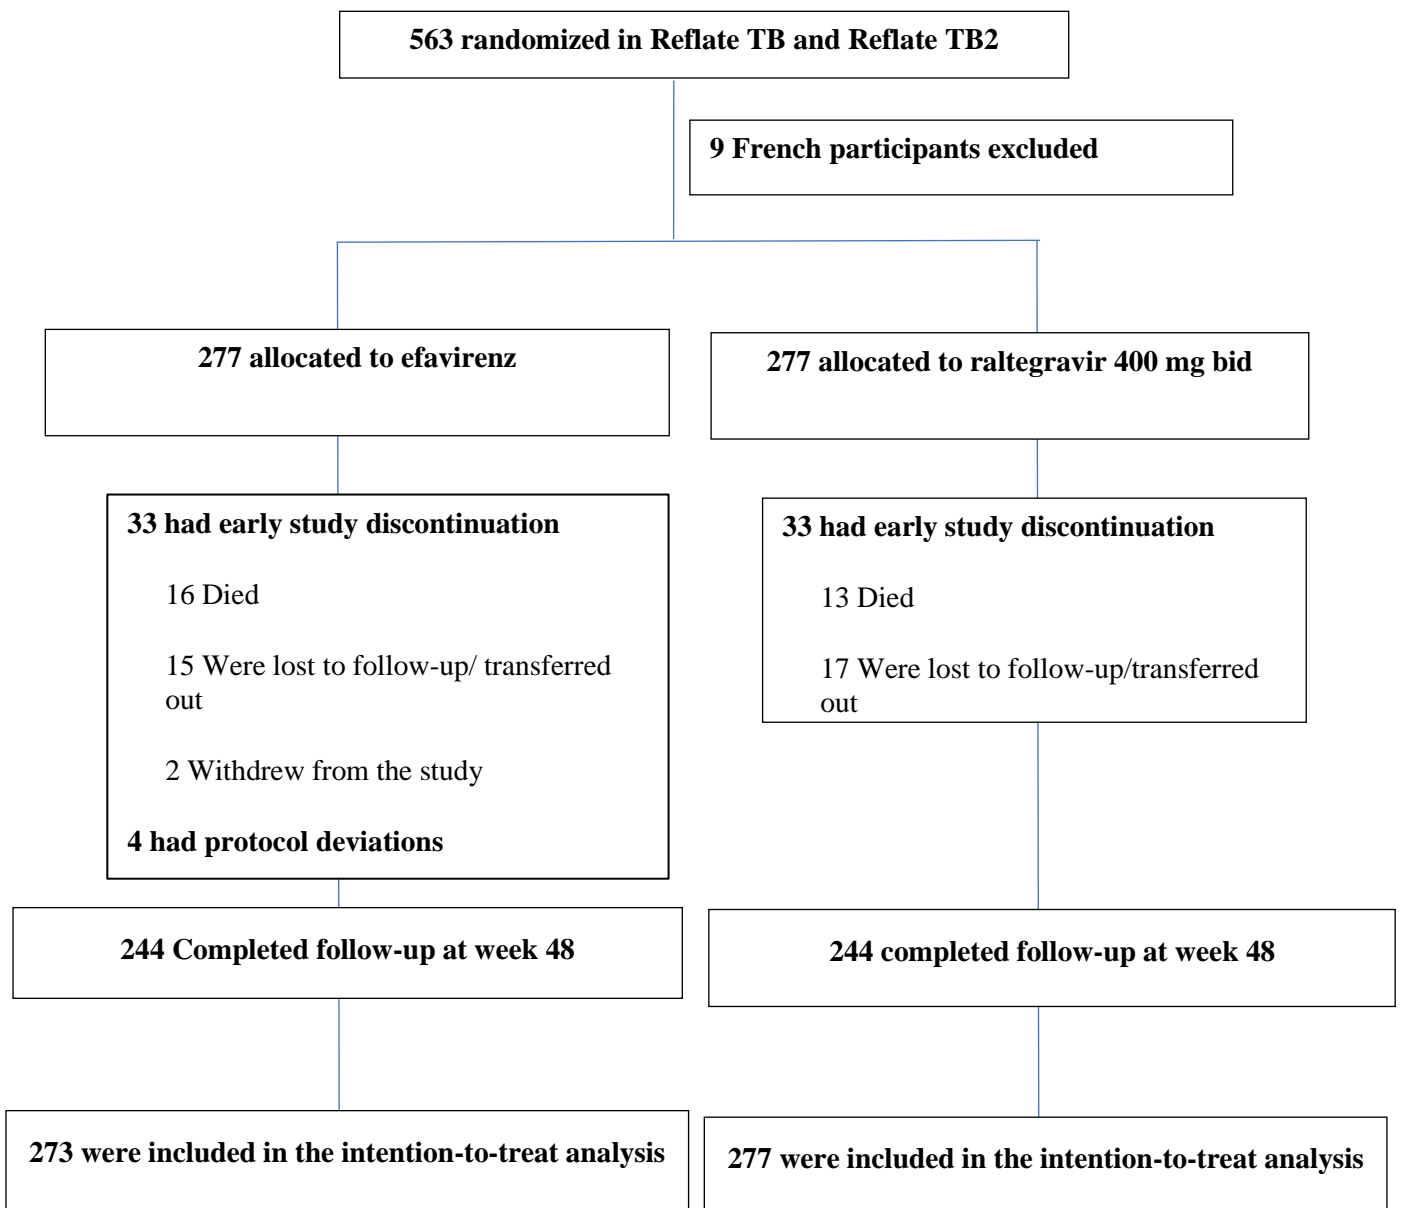 563 randomized in Reflate TB and Reflate TB2
9 French participants excluded
277 allocated to efavirenz
277 allocated to raltegravir 400 mg bid
33 had early study discontinuation
16 Died
15 Were lost to follow-up/ transferred
out
2 Withdrew from the study
4 had protocol deviations
33 had early study discontinuation
13 Died
17 Were lost to follow-up/transferred
out
244 Completed follow-up at week 48
244 completed follow-up at week 48
273 were included in the intention-to-treat analysis
277 were included in the intention-to-treat analysis